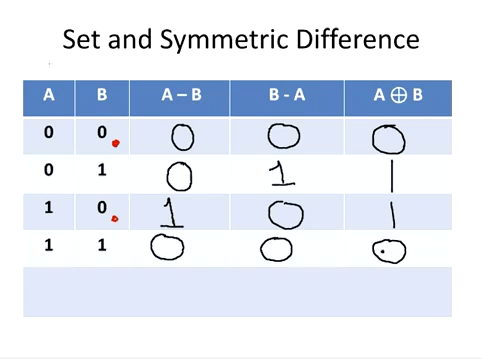 Set and Symmetric Difference
A B A – B B - A A ⊕ B
0 0 0 0 0
0 1 0 1 1
1 0 1 0 1
1 1 0 0 0